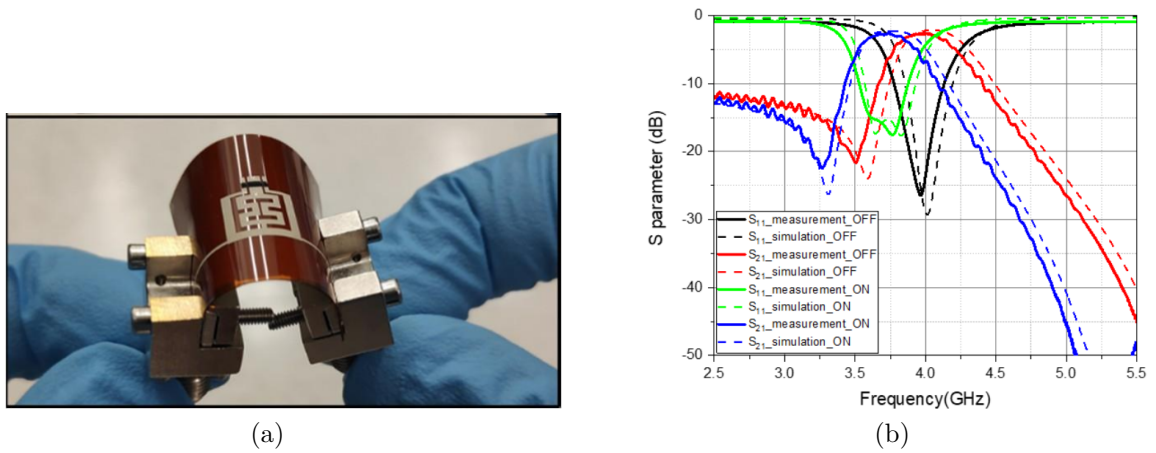 0
-10
-20
-30
-40
-50
S parameter (dB)
S₁₁_measurement_OFF
S₁₁_simulation_OFF
S₂₁_measurement_OFF
S₂₁_simulation_OFF
S₁₁_measurement_ON
S₁₁_simulation_ON
S₂₁_measurement_ON
S₂₁_simulation_ON
2.5 3.0 3.5 4.0 4.5 5.0 5.5
Frequency(GHz)
(a) (b)